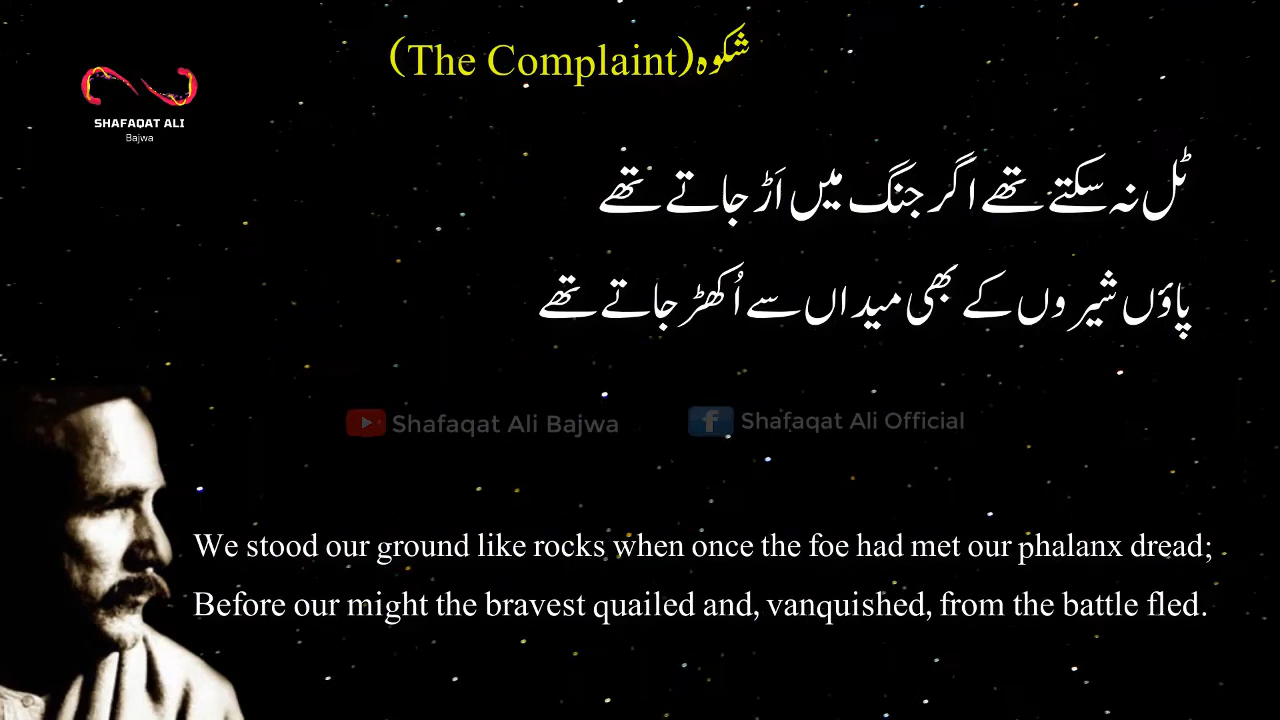 شکوہ(The Complaint)
SHAFAQAT ALI
Bajwa
ٹل نہ سکتے تھے اگر جنگ میں اَڑ جاتے تھے
پاؤں شیروں کے بھی میداں سے اُکھڑ جاتے تھے
Shafaqat Ali Bajwa
Shafaqat Ali Official
We stood our ground like rocks when once the foe had met our phalanx dread;
Before our might the bravest quailed and, vanquished, from the battle fled.